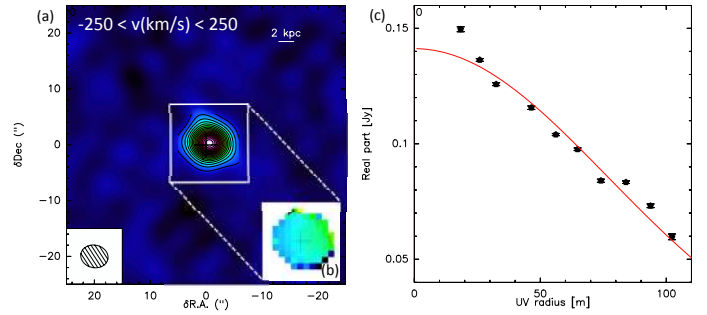 (a)
-250 < v(km/s) < 250
2 kpc
20
10
0
−10
−20
δDec (")
20
10
0
−10
−20
δR.A. (")
(b)
(c)
0
0.15
0.1
0.05
Real part [Jy]
0
50
100
UV radius [m]